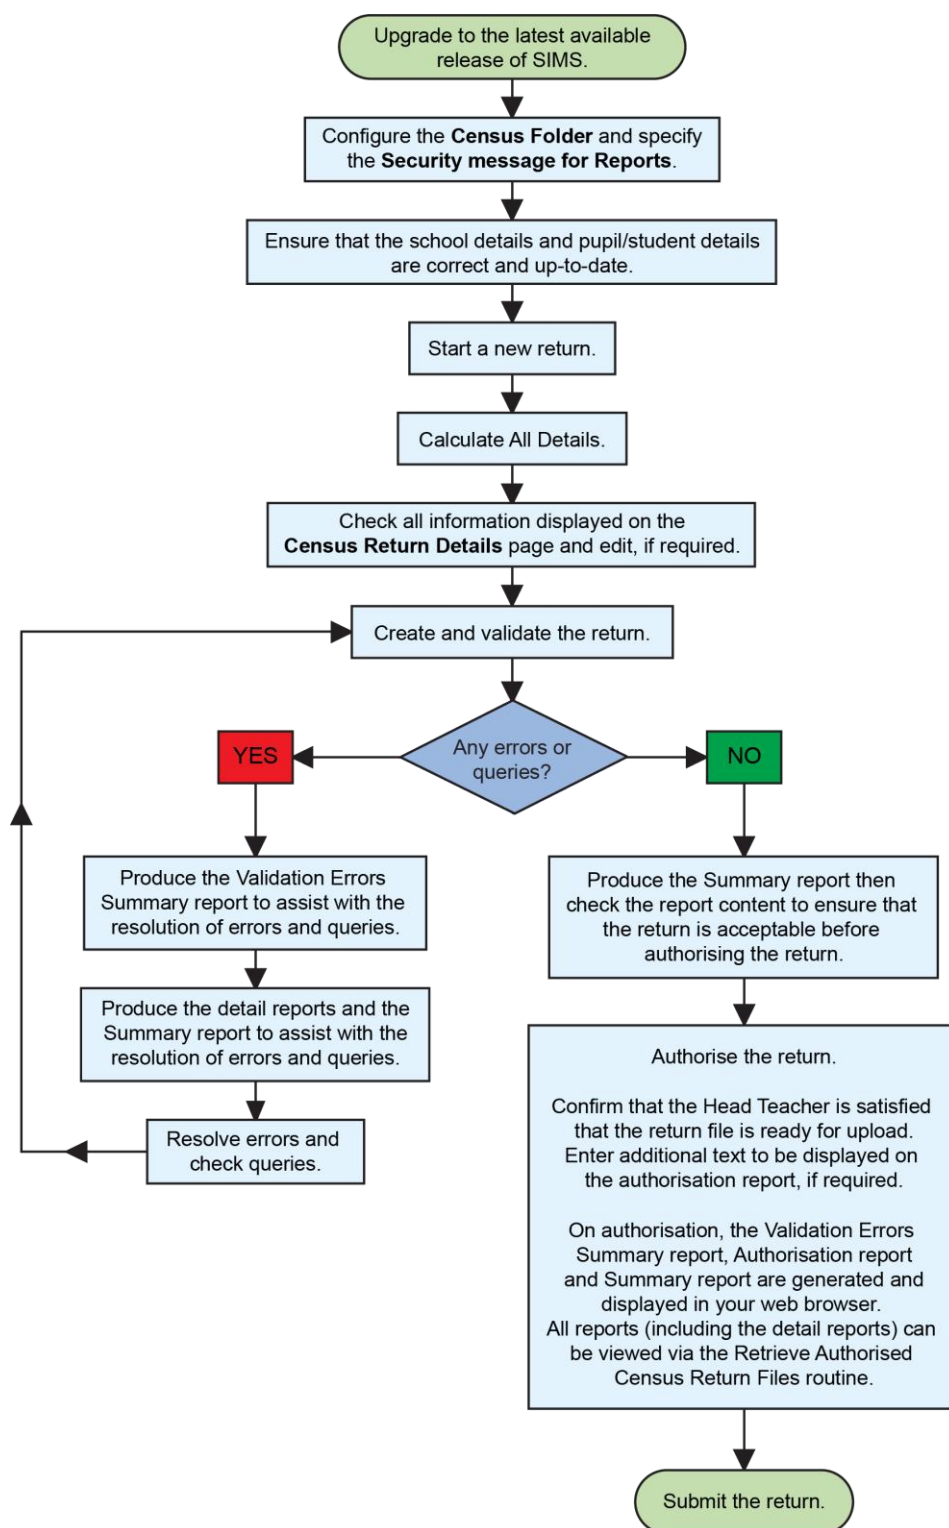 Upgrade to the latest available
release of SIMS.
Configure the Census Folder and specify
the Security message for Reports.
Ensure that the school details and pupil/student details
are correct and up-to-date.
Start a new return.
Calculate All Details.
Check all information displayed on the
Census Return Details page and edit, if required.
Create and validate the return.
Any errors or
queries?
YES
NO
Produce the Validation Errors
Summary report to assist with the
resolution of errors and queries.
Produce the detail reports and the
Summary report to assist with the
resolution of errors and queries.
Resolve errors and
check queries.
Produce the Summary report then
check the report content to ensure that
the return is acceptable before
authorising the return.
Authorise the return.
Confirm that the Head Teacher is satisfied
that the return file is ready for upload.
Enter additional text to be displayed on
the authorisation report, if required.
On authorisation, the Validation Errors
Summary report, Authorisation report
and Summary report are generated and
displayed in your web browser.
All reports (including the detail reports) can
be viewed via the Retrieve Authorised
Census Return Files routine.
Submit the return.